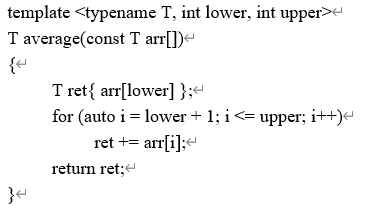 template <typename T, int lower, int upper>
T average(const T arr[])
{
T ret{ arr[lower] };
for (auto i = lower + 1; i <= upper; i++)
ret += arr[i];
return ret;
}